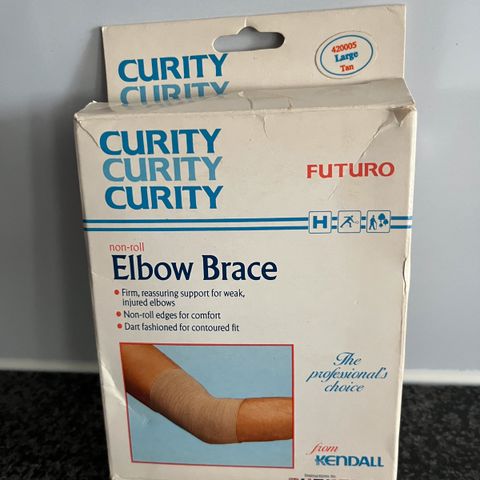 CURITY
CURITY
420005
Large
Tan
CURITY
CURITY
CURITY
FUTURO
H
non-roll
Elbow Brace
• Firm, reassuring support for weak,
injured elbows
• Non-roll edges for comfort
• Dart fashioned for contoured fit
The
professional's
choice
from
KENDALL